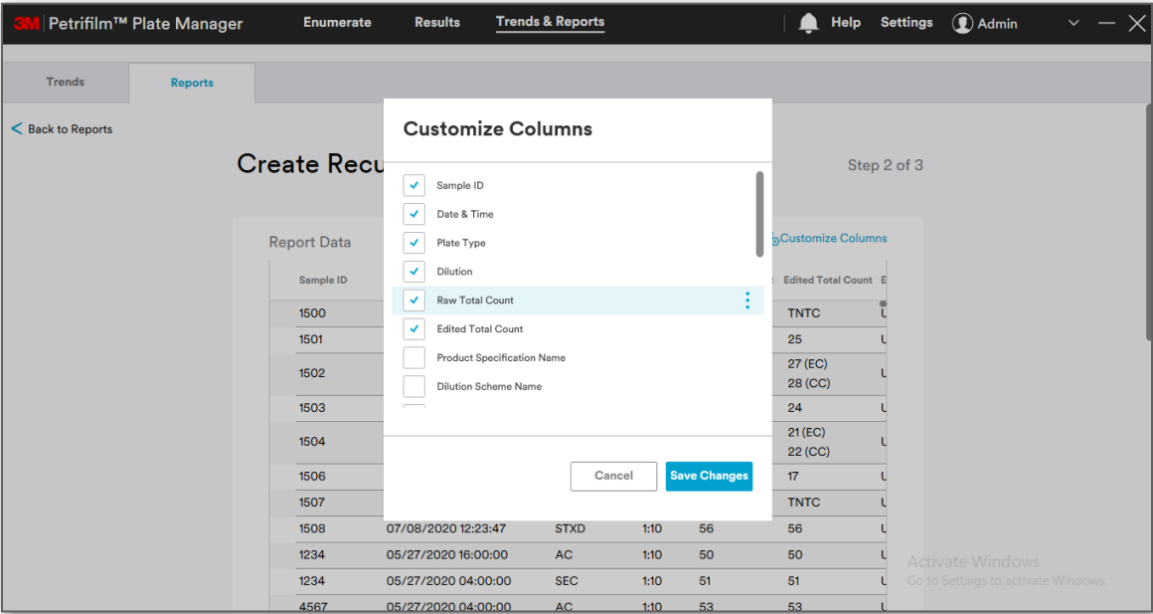 3M Petrifilm™ Plate Manager Enumerate Results Trends & Reports Help Settings Admin
Trends Reports
Back to Reports
Customize Columns
Create Recu
Step 2 of 3
Sample ID
Date & Time
Plate Type
Dilution
Raw Total Count
Edited Total Count
Product Specification Name
Dilution Scheme Name
Cancel Save Changes
Report Data Customize Columns
Sample ID Edited Total Count E
1500 TNTC U
1501 25 U
1502 27 (EC) U
28 (CC)
1503 24 U
1504 21 (EC) U
22 (CC)
1506 17 U
1507 TNTC U
1508 07/08/2020 12:23:47 STXD 1:10 56 56 U
1234 05/27/2020 16:00:00 AC 1:10 50 50 U
1234 05/27/2020 04:00:00 SEC 1:10 51 51 U
4567 05/27/2020 04:00:00 AC 1:10 53 53 U
Activate Windows
Go to Settings to activate Windows.